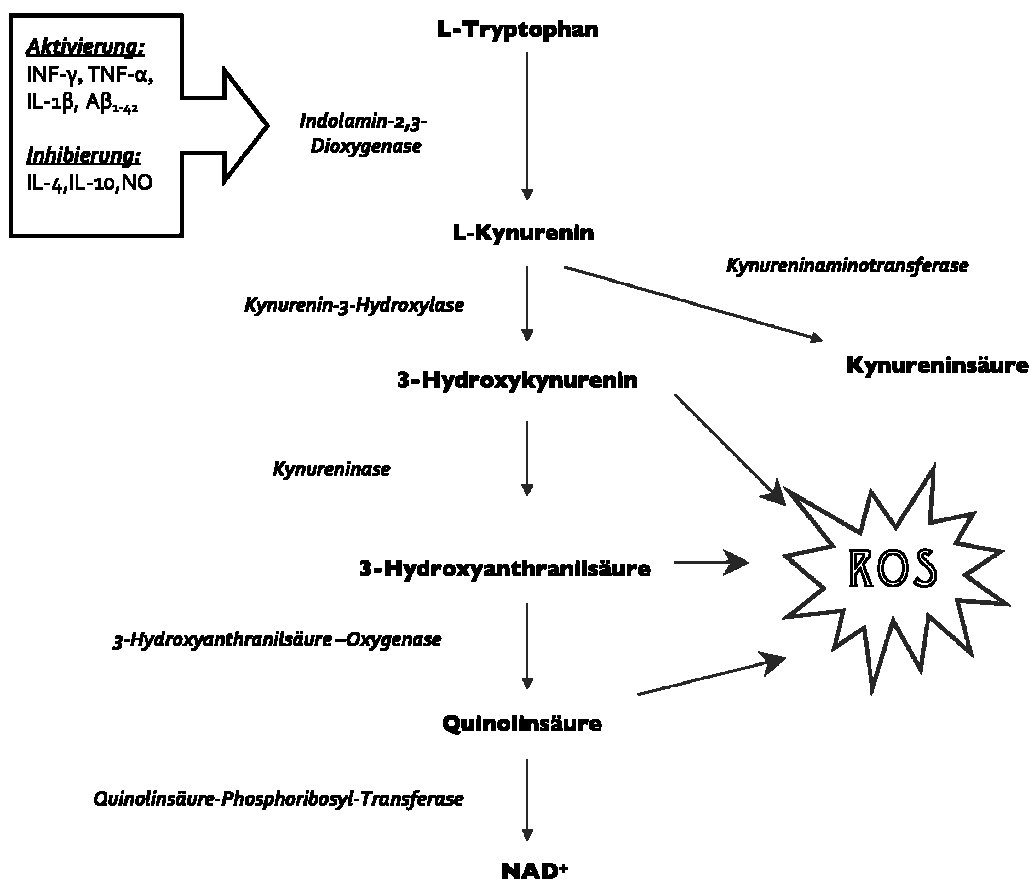 L-Tryptophan
Aktivierung:
INF-γ, TNF-α,
IL-1β, Aβ₁₋₄₂
Inhibierung:
IL-4,IL-10,NO
Indolamin-2,3-
Dioxygenase
L-Kynurenin
Kynureninaminotransferase
Kynurenin-3-Hydroxylase
Kynureninsäure
3-Hydroxykynurenin
Kynureninase
ROS
3-Hydroxyanthranilsäure
3-Hydroxyanthranilsäure –Oxygenase
Quinolinsäure
Quinolinsäure-Phosphoribosyl-Transferase
NAD⁺